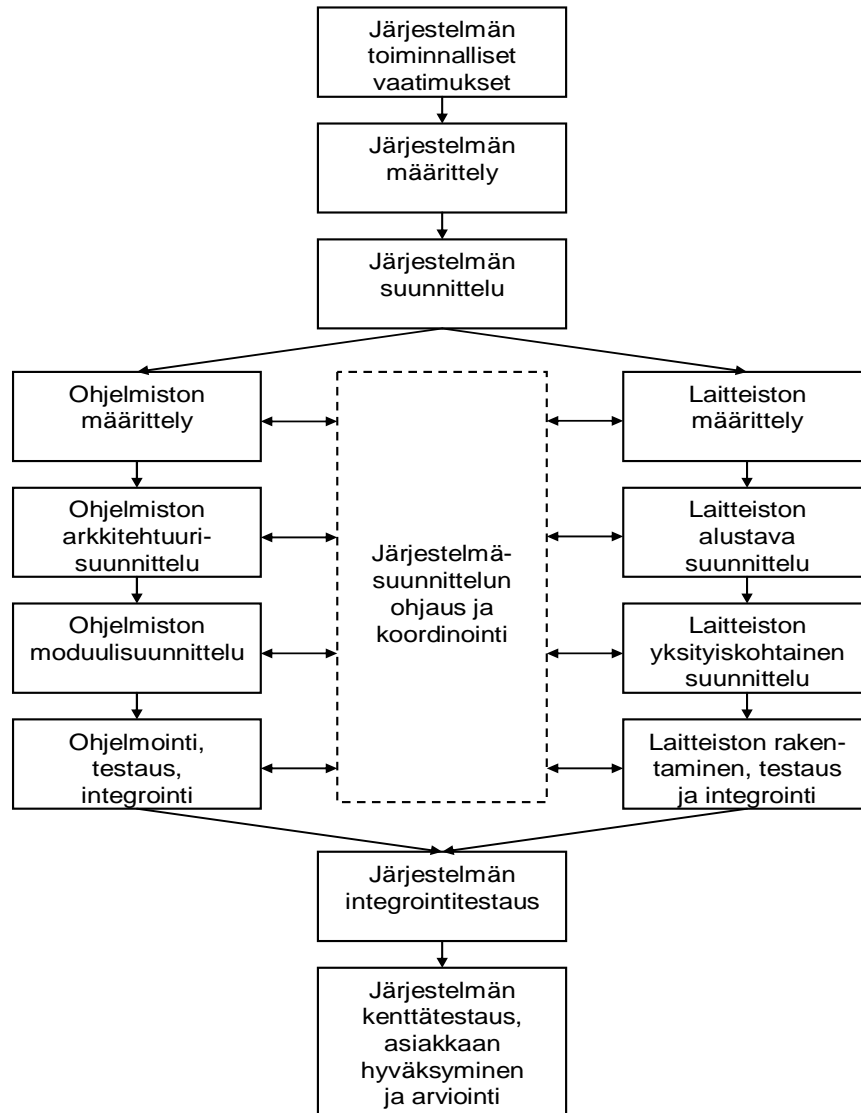 Järjestelmän
toiminnalliset
vaatimukset
Järjestelmän
määrittely
Järjestelmän
suunnittelu
Ohjelmiston
määrittely
Ohjelmiston
arkkitehtuuri-
suunnittelu
Ohjelmiston
moduulisuunnittelu
Ohjelmointi,
testaus,
integrointi
Järjestelmä-
suunnittelun
ohjaus ja
koordinointi
Laitteiston
määrittely
Laitteiston
alustava
suunnittelu
Laitteiston
yksityiskohtainen
suunnittelu
Laitteiston raken-
taminen, testaus
ja integrointi
Järjestelmän
integrointitestaus
Järjestelmän
kenttätestaus,
asiakkaan
hyväksyminen
ja arviointi